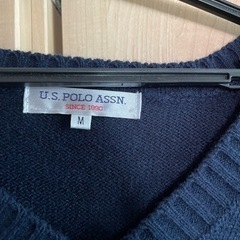 U.S. POLO ASSN.
SINCE 1890
M